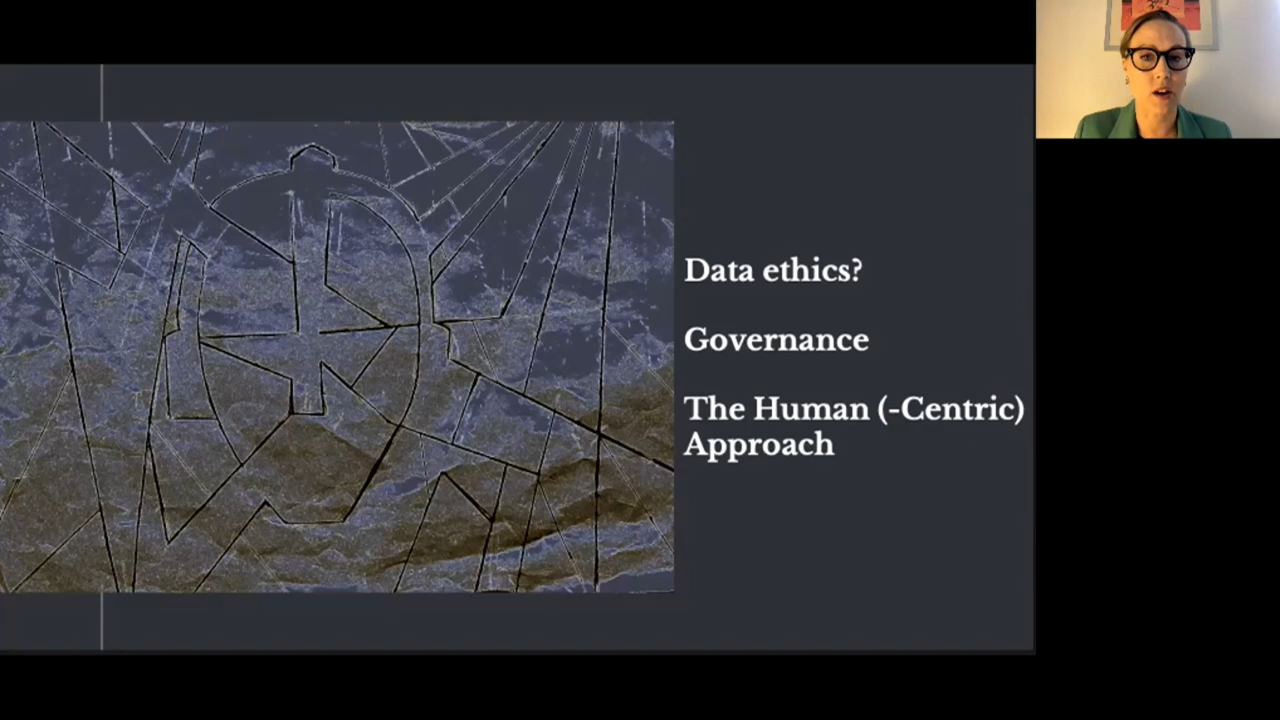 Data ethics?
Governance
The Human (-Centric)
Approach